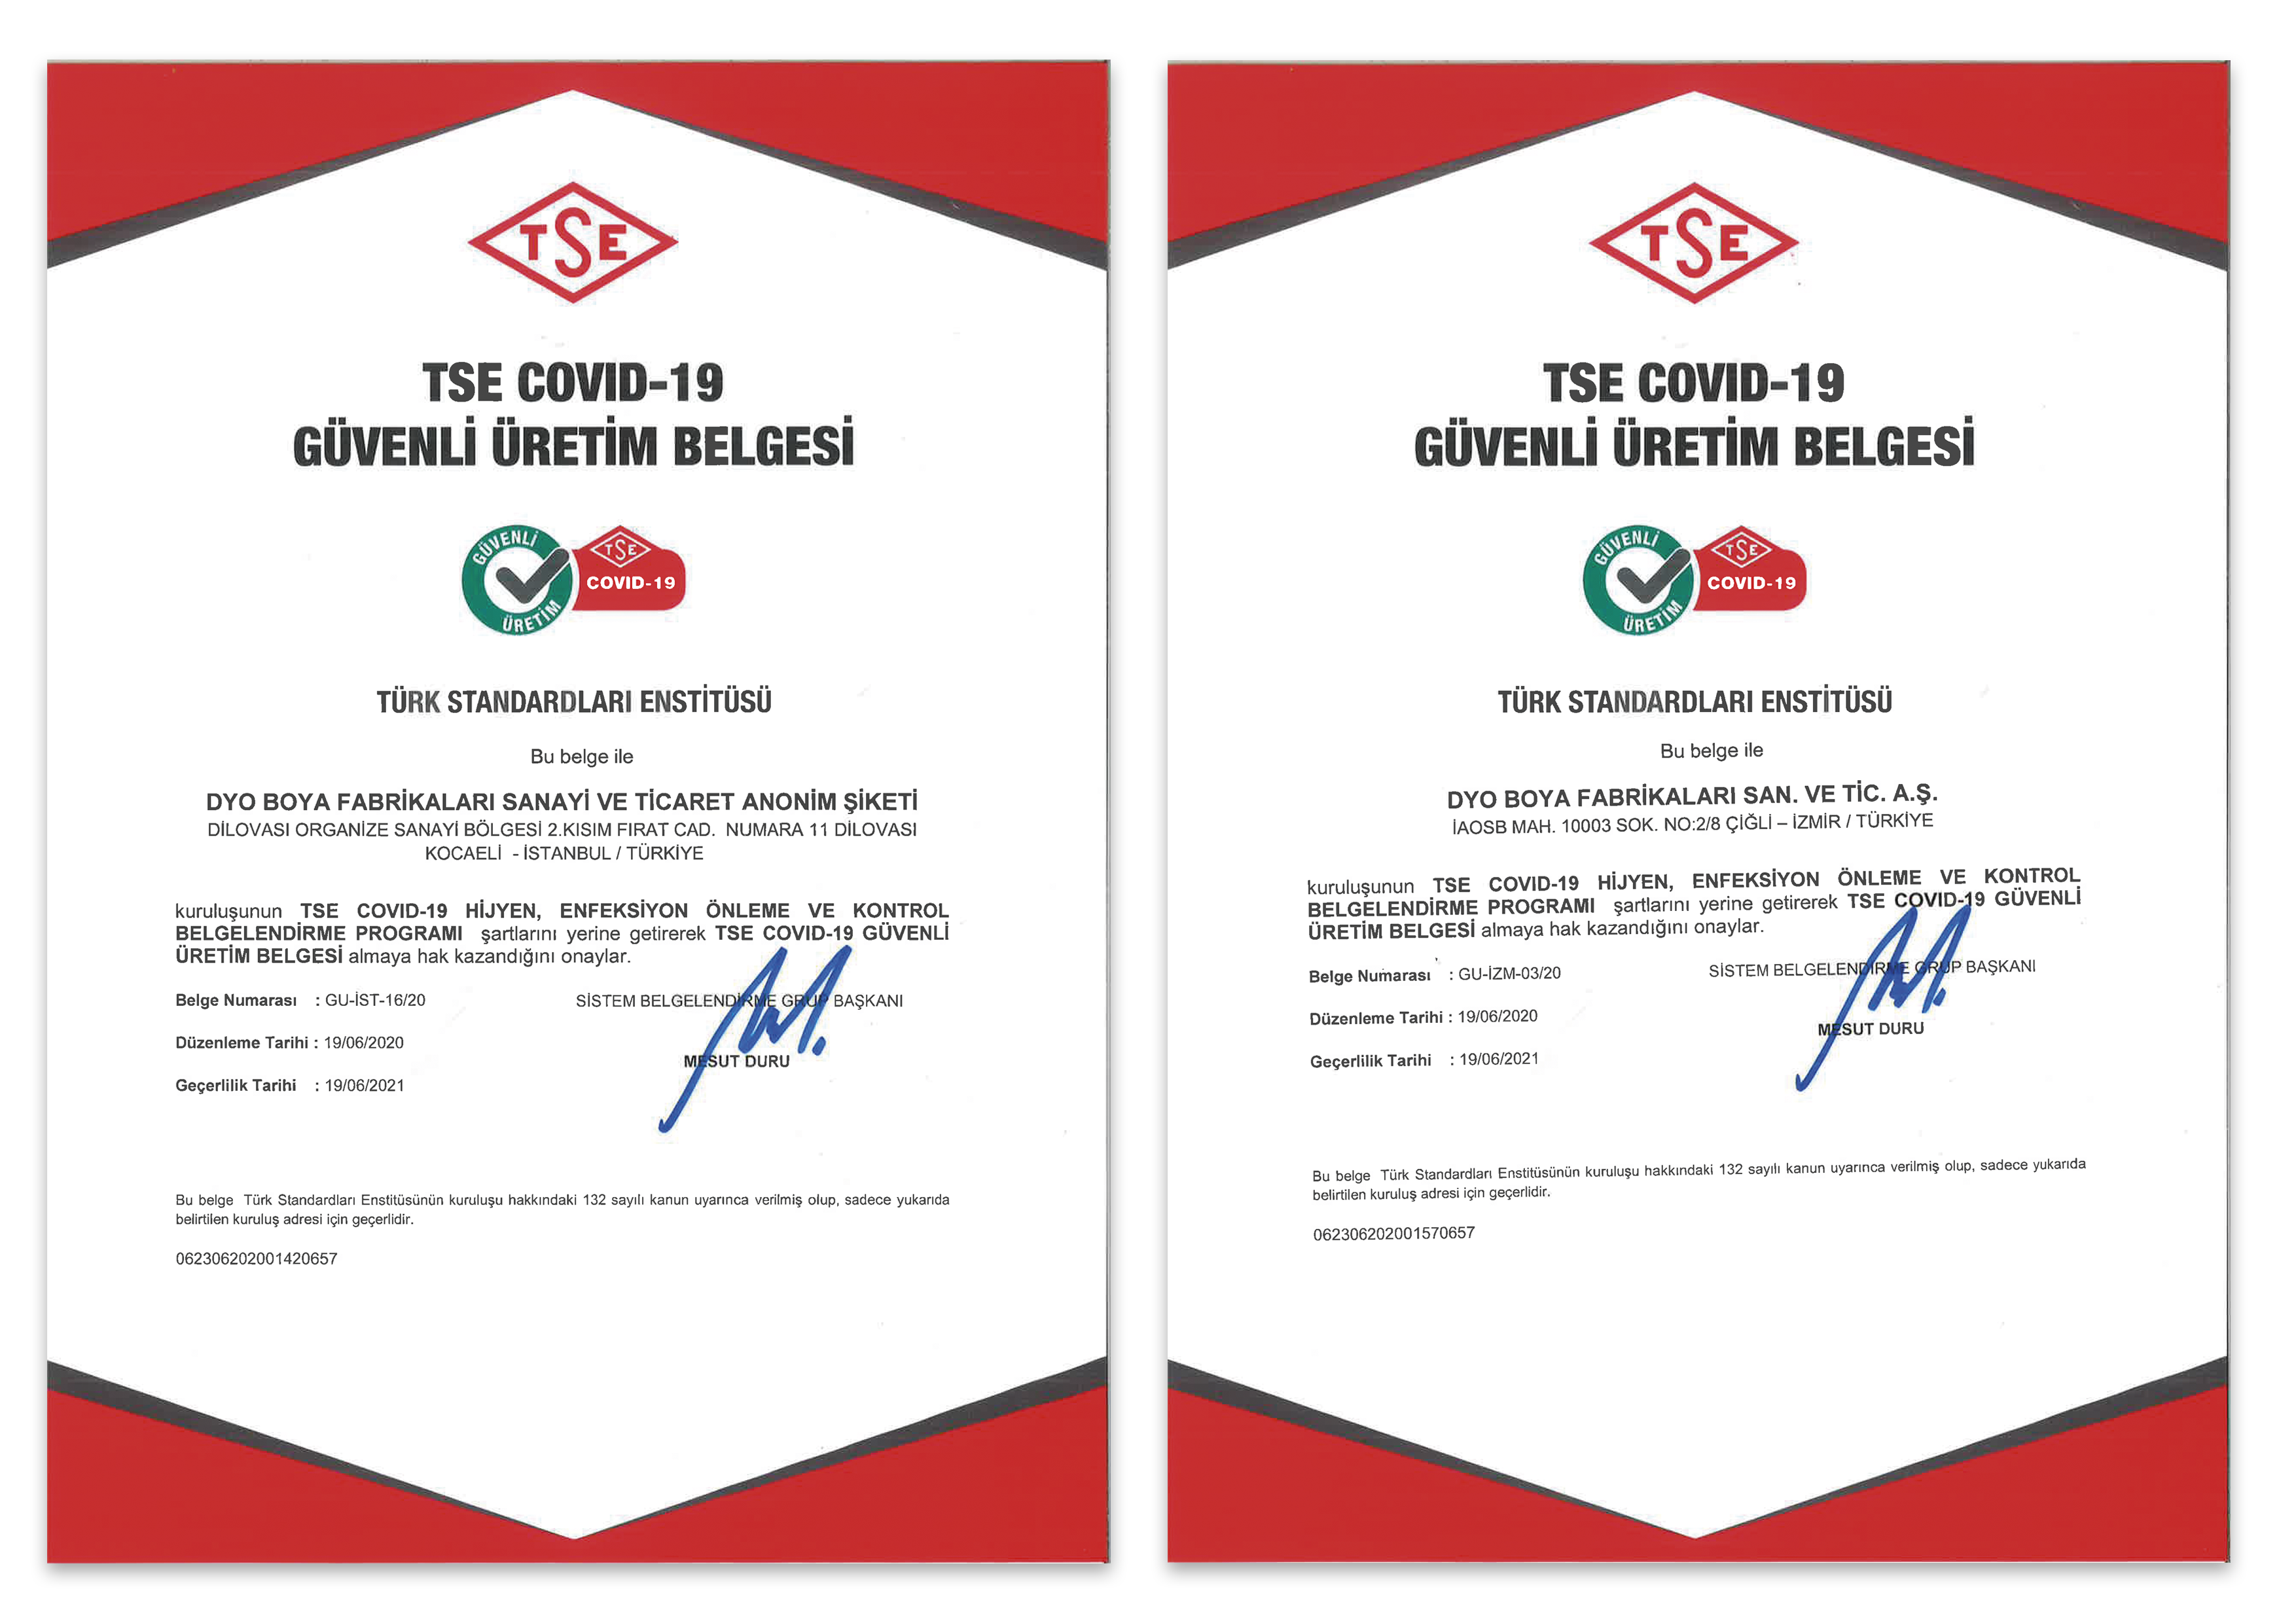 TSE
TSE COVID-19
GÜVENLİ ÜRETİM BELGESİ
GÜVENLİ
ÜRETİM
TSE
COVID-19
TÜRK STANDARDLARI ENSTİTÜSÜ
Bu belge ile
DYO BOYA FABRİKALARI SANAYİ VE TİCARET ANONİM ŞİKETİ
DİLOVASI ORGANİZE SANAYİ BÖLGESİ 2.KISIM FIRAT CAD. NUMARA 11 DİLOVASI
KOCAELİ - İSTANBUL / TÜRKİYE
kuruluşunun TSE COVID-19 HİJYEN, ENFEKSİYON ÖNLEME VE KONTROL
BELGELENDİRME PROGRAMI şartlarını yerine getirerek TSE COVID-19 GÜVENLİ
ÜRETİM BELGESİ almaya hak kazandığını onaylar.
Belge Numarası : GU-İST-16/20
SİSTEM BELGELENDİRME GRUP BAŞKANI
Düzenleme Tarihi : 19/06/2020
MESUT DURU
Geçerlilik Tarihi : 19/06/2021
Bu belge Türk Standardları Enstitüsünün kuruluşu hakkındaki 132 sayılı kanun uyarınca verilmiş olup, sadece yukarıda
belirtilen kuruluş adresi için geçerlidir.
062306202001420657
TSE
TSE COVID-19
GÜVENLİ ÜRETİM BELGESİ
GÜVENLİ
ÜRETİM
TSE
COVID-19
TÜRK STANDARDLARI ENSTİTÜSÜ
Bu belge ile
DYO BOYA FABRİKALARI SAN. VE TİC. A.Ş.
İAOSB MAH. 10003 SOK. NO:2/8 ÇİĞLİ – İZMİR / TÜRKİYE
kuruluşunun TSE COVID-19 HİJYEN, ENFEKSİYON ÖNLEME VE KONTROL
BELGELENDİRME PROGRAMI şartlarını yerine getirerek TSE COVID-19 GÜVENLİ
ÜRETİM BELGESİ almaya hak kazandığını onaylar.
Belge Numarası : GU-İZM-03/20
SİSTEM BELGELENDİRME GRUP BAŞKANI
Düzenleme Tarihi : 19/06/2020
MESUT DURU
Geçerlilik Tarihi : 19/06/2021
Bu belge Türk Standardları Enstitüsünün kuruluşu hakkındaki 132 sayılı kanun uyarınca verilmiş olup, sadece yukarıda
belirtilen kuruluş adresi için geçerlidir.
062306202001570657